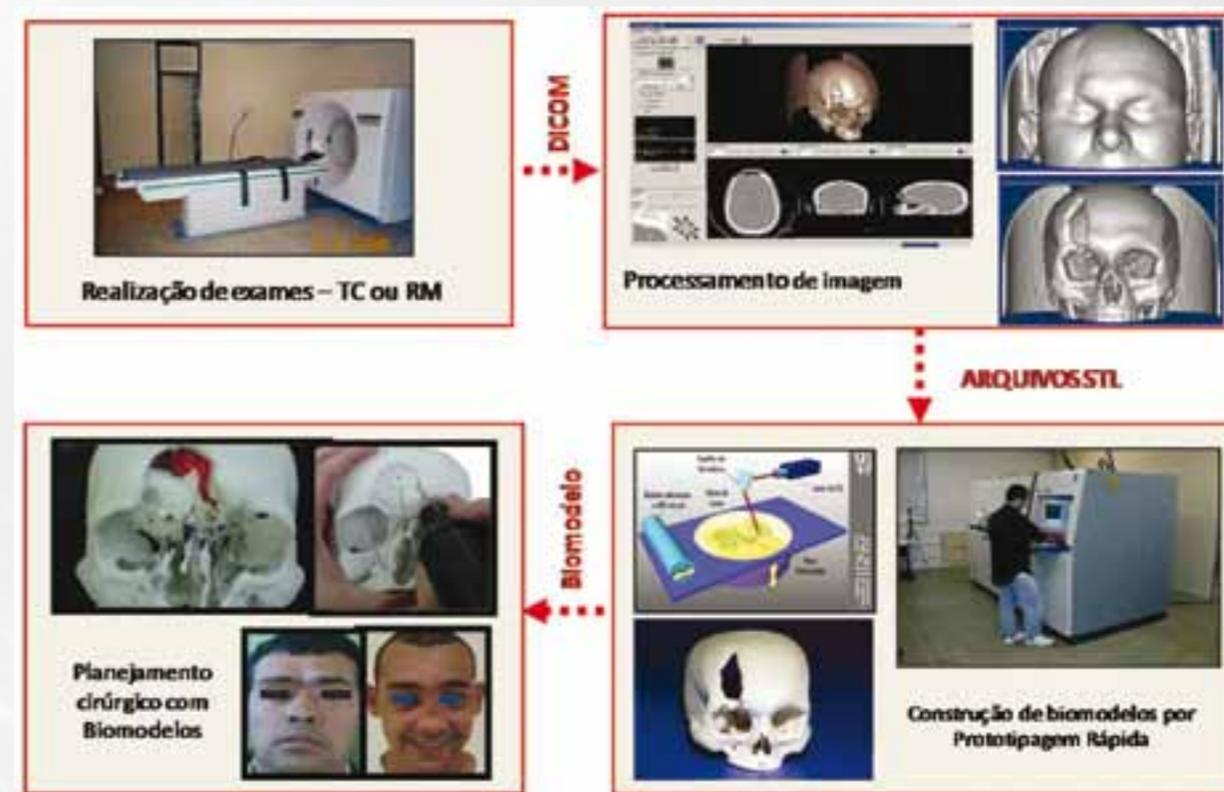 DICOM
Realização de exames – TC ou RM
Processamento de imagem
ARQUIVOS STL
Biomodelo
Planejamento
cirúrgico com
Biomodelos
Construção de biomodelos por
Prototipagem Rápida